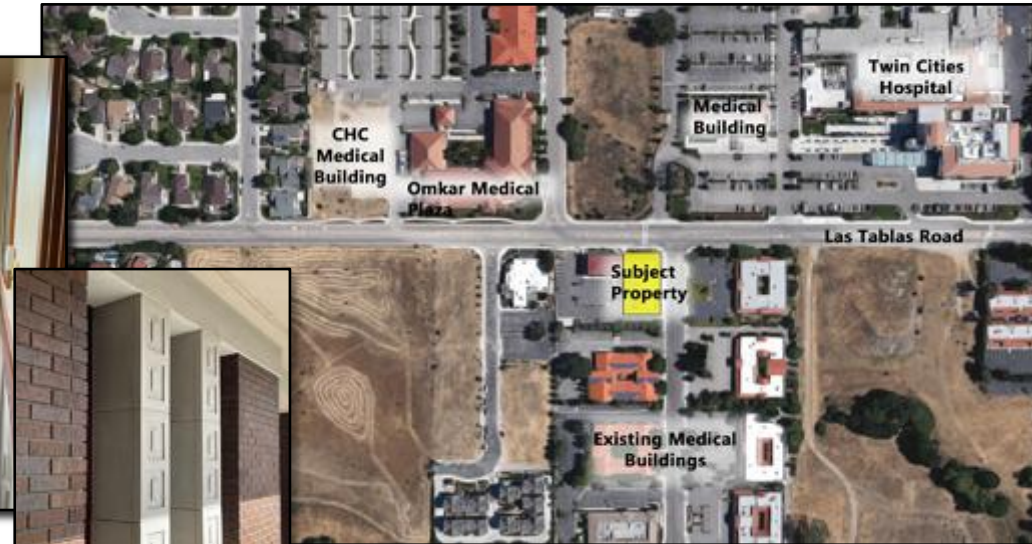 Twin Cities
Hospital
Medical
Building
CHC
Medical
Building
Omkar Medical
Plaza
Las Tablas Road
Subject
Property
Existing Medical
Buildings